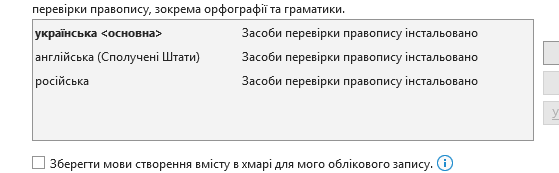 перевірки правопису, зокрема орфографії та граматики.
українська <основна> Засоби перевірки правопису інстальовано
англійська (Сполучені Штати) Засоби перевірки правопису інстальовано
російська Засоби перевірки правопису інстальовано
У
Зберегти мови створення вмісту в хмарі для мого облікового запису.